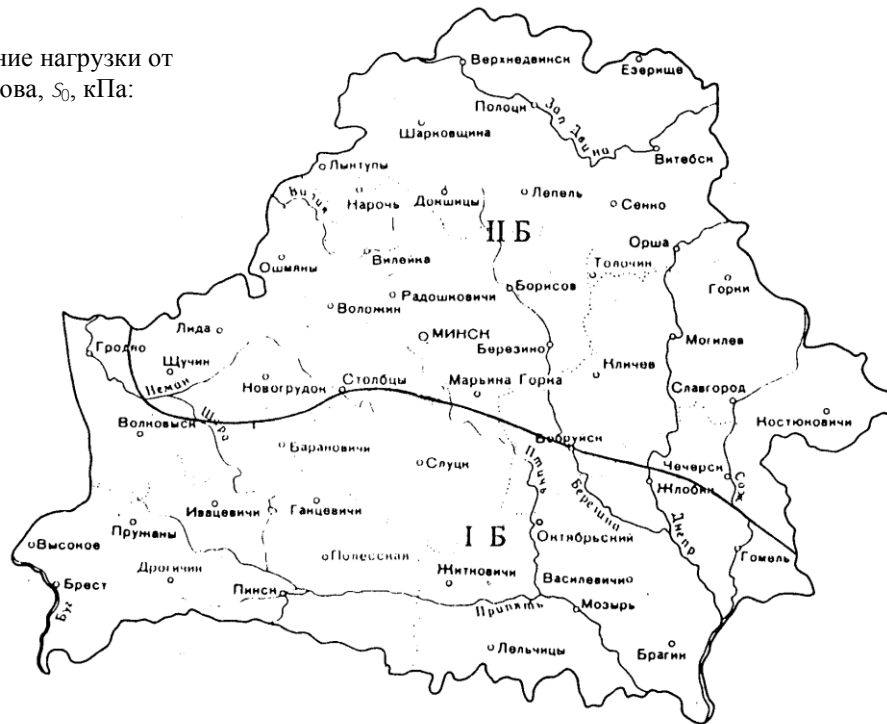 ние нагрузки от
ова, S₀, кПа:
Верхнедвинск
Езерище
Полоцк
Зап Двина
Шарковщина
Витебск
Лынтупы
Вилия
Нарочь
Докшицы
Лепель
Сенно
II Б
Орша
Ошмяны
Вилейка
Толочин
Борисов
Горки
Радошковичи
Воложин
Лида
МИНСК
Гродно
Березино
Могилев
Щучин
Неман
Новогрудок
Столбцы
Марьина Горка
Кличев
Славгород
Щара
Волковыск
Костюковичи
Бобруйск
Барановичи
Слуцк
Птичь
Чечерск
Сож
Жлобин
Березина
Ивацевичи
Ганцевичи
Днепр
Пружаны
I Б
Октябрьский
Высокое
Полесская
Гомель
Дрогичин
Житковичи
Василевичи
Брест
Пинск
Буг
Припять
Мозырь
Лельчицы
Брагин